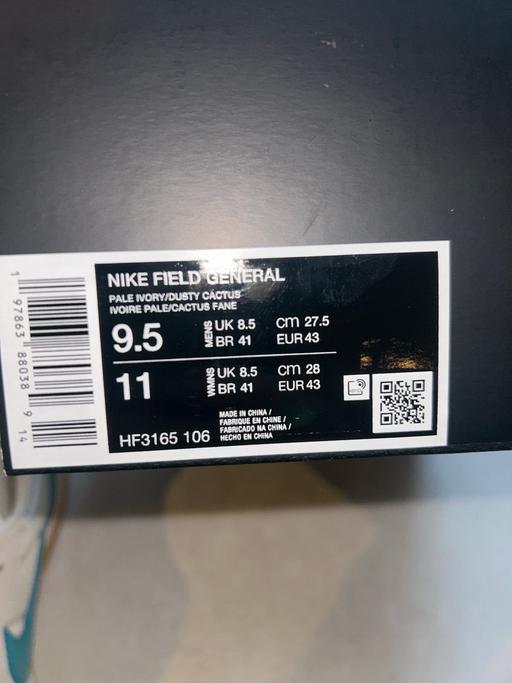 NIKE FIELD GENERAL
PALE IVORY/DUSTY CACTUS
IVOIRE PALE/CACTUS FANE
9.5 MENS UK 8.5 CM 27.5
BR 41 EUR 43
11 WMNS UK 8.5 CM 28
BR 41 EUR 43
MADE IN CHINA /
FABRIQUE EN CHINE /
FABRICADO NA CHINA /
HECHO EN CHINA
HF3165 106
1 97863 88038 9 14